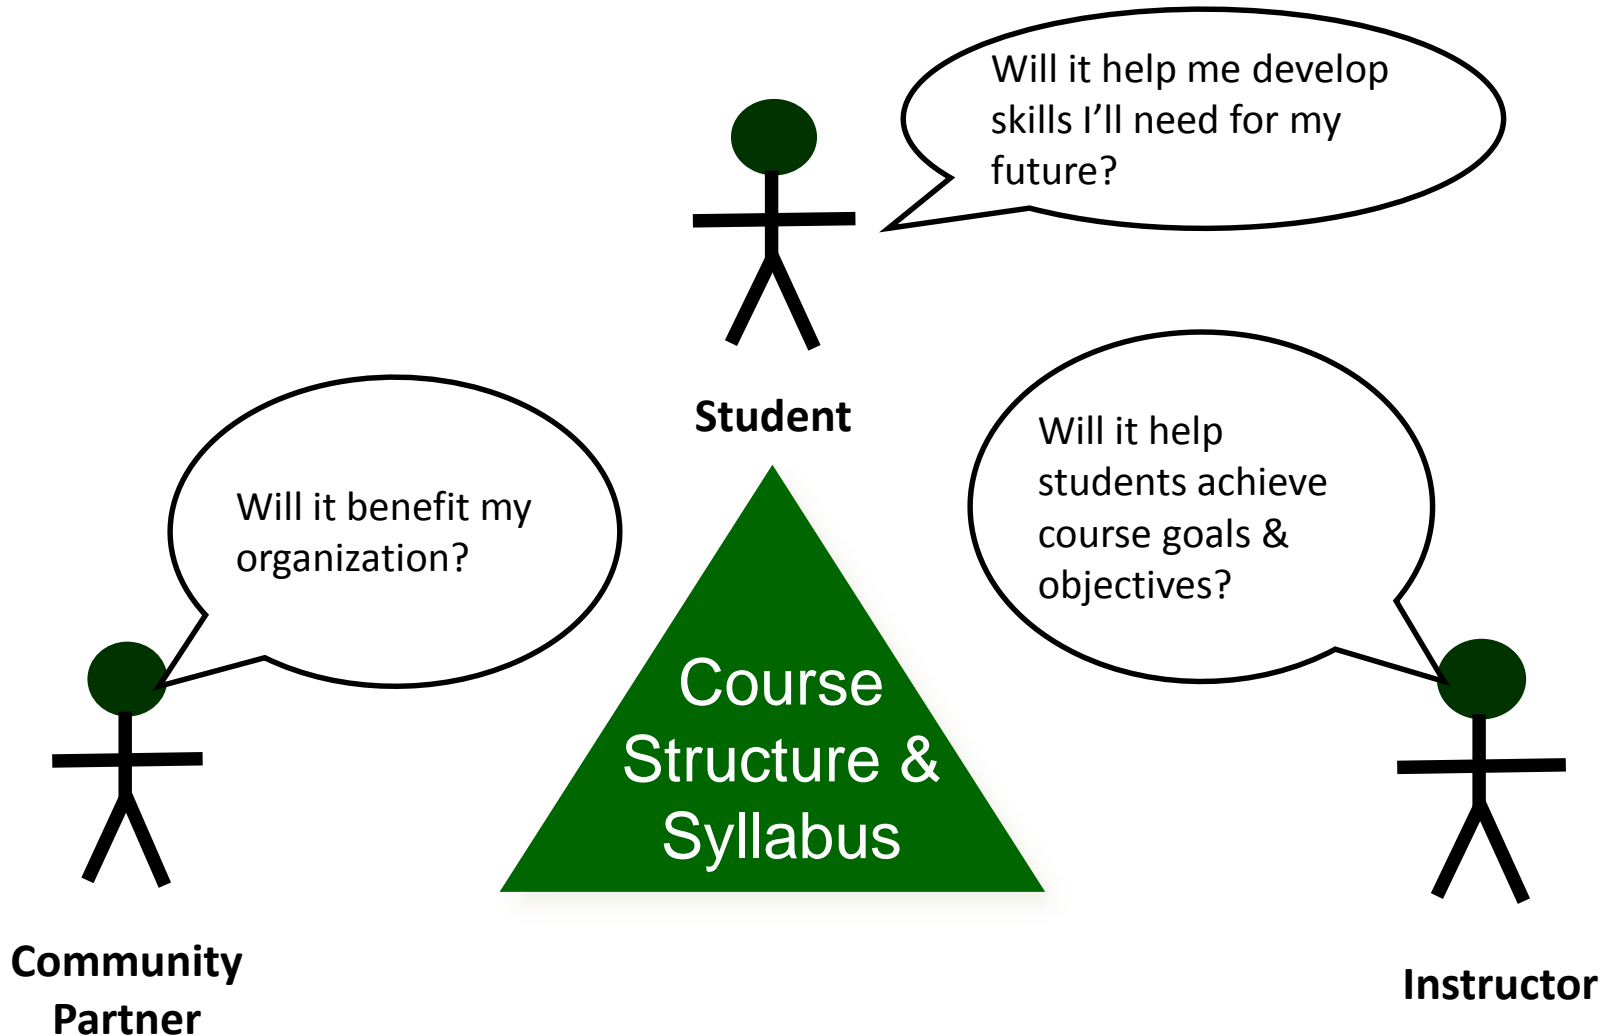 Will it help me develop
skills I’ll need for my
future?
Student
Will it benefit my
organization?
Will it help
students achieve
course goals &
objectives?
Course
Structure &
Syllabus
Community
Partner
Instructor